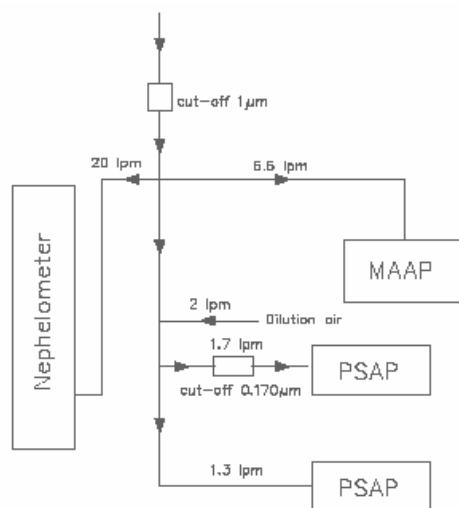 cut-off 1µm
20 lpm
6.6 lpm
Nephelometer
MAAP
2 lpm
Dilution air
1.7 lpm
cut-off 0.170µm
PSAP
1.3 lpm
PSAP